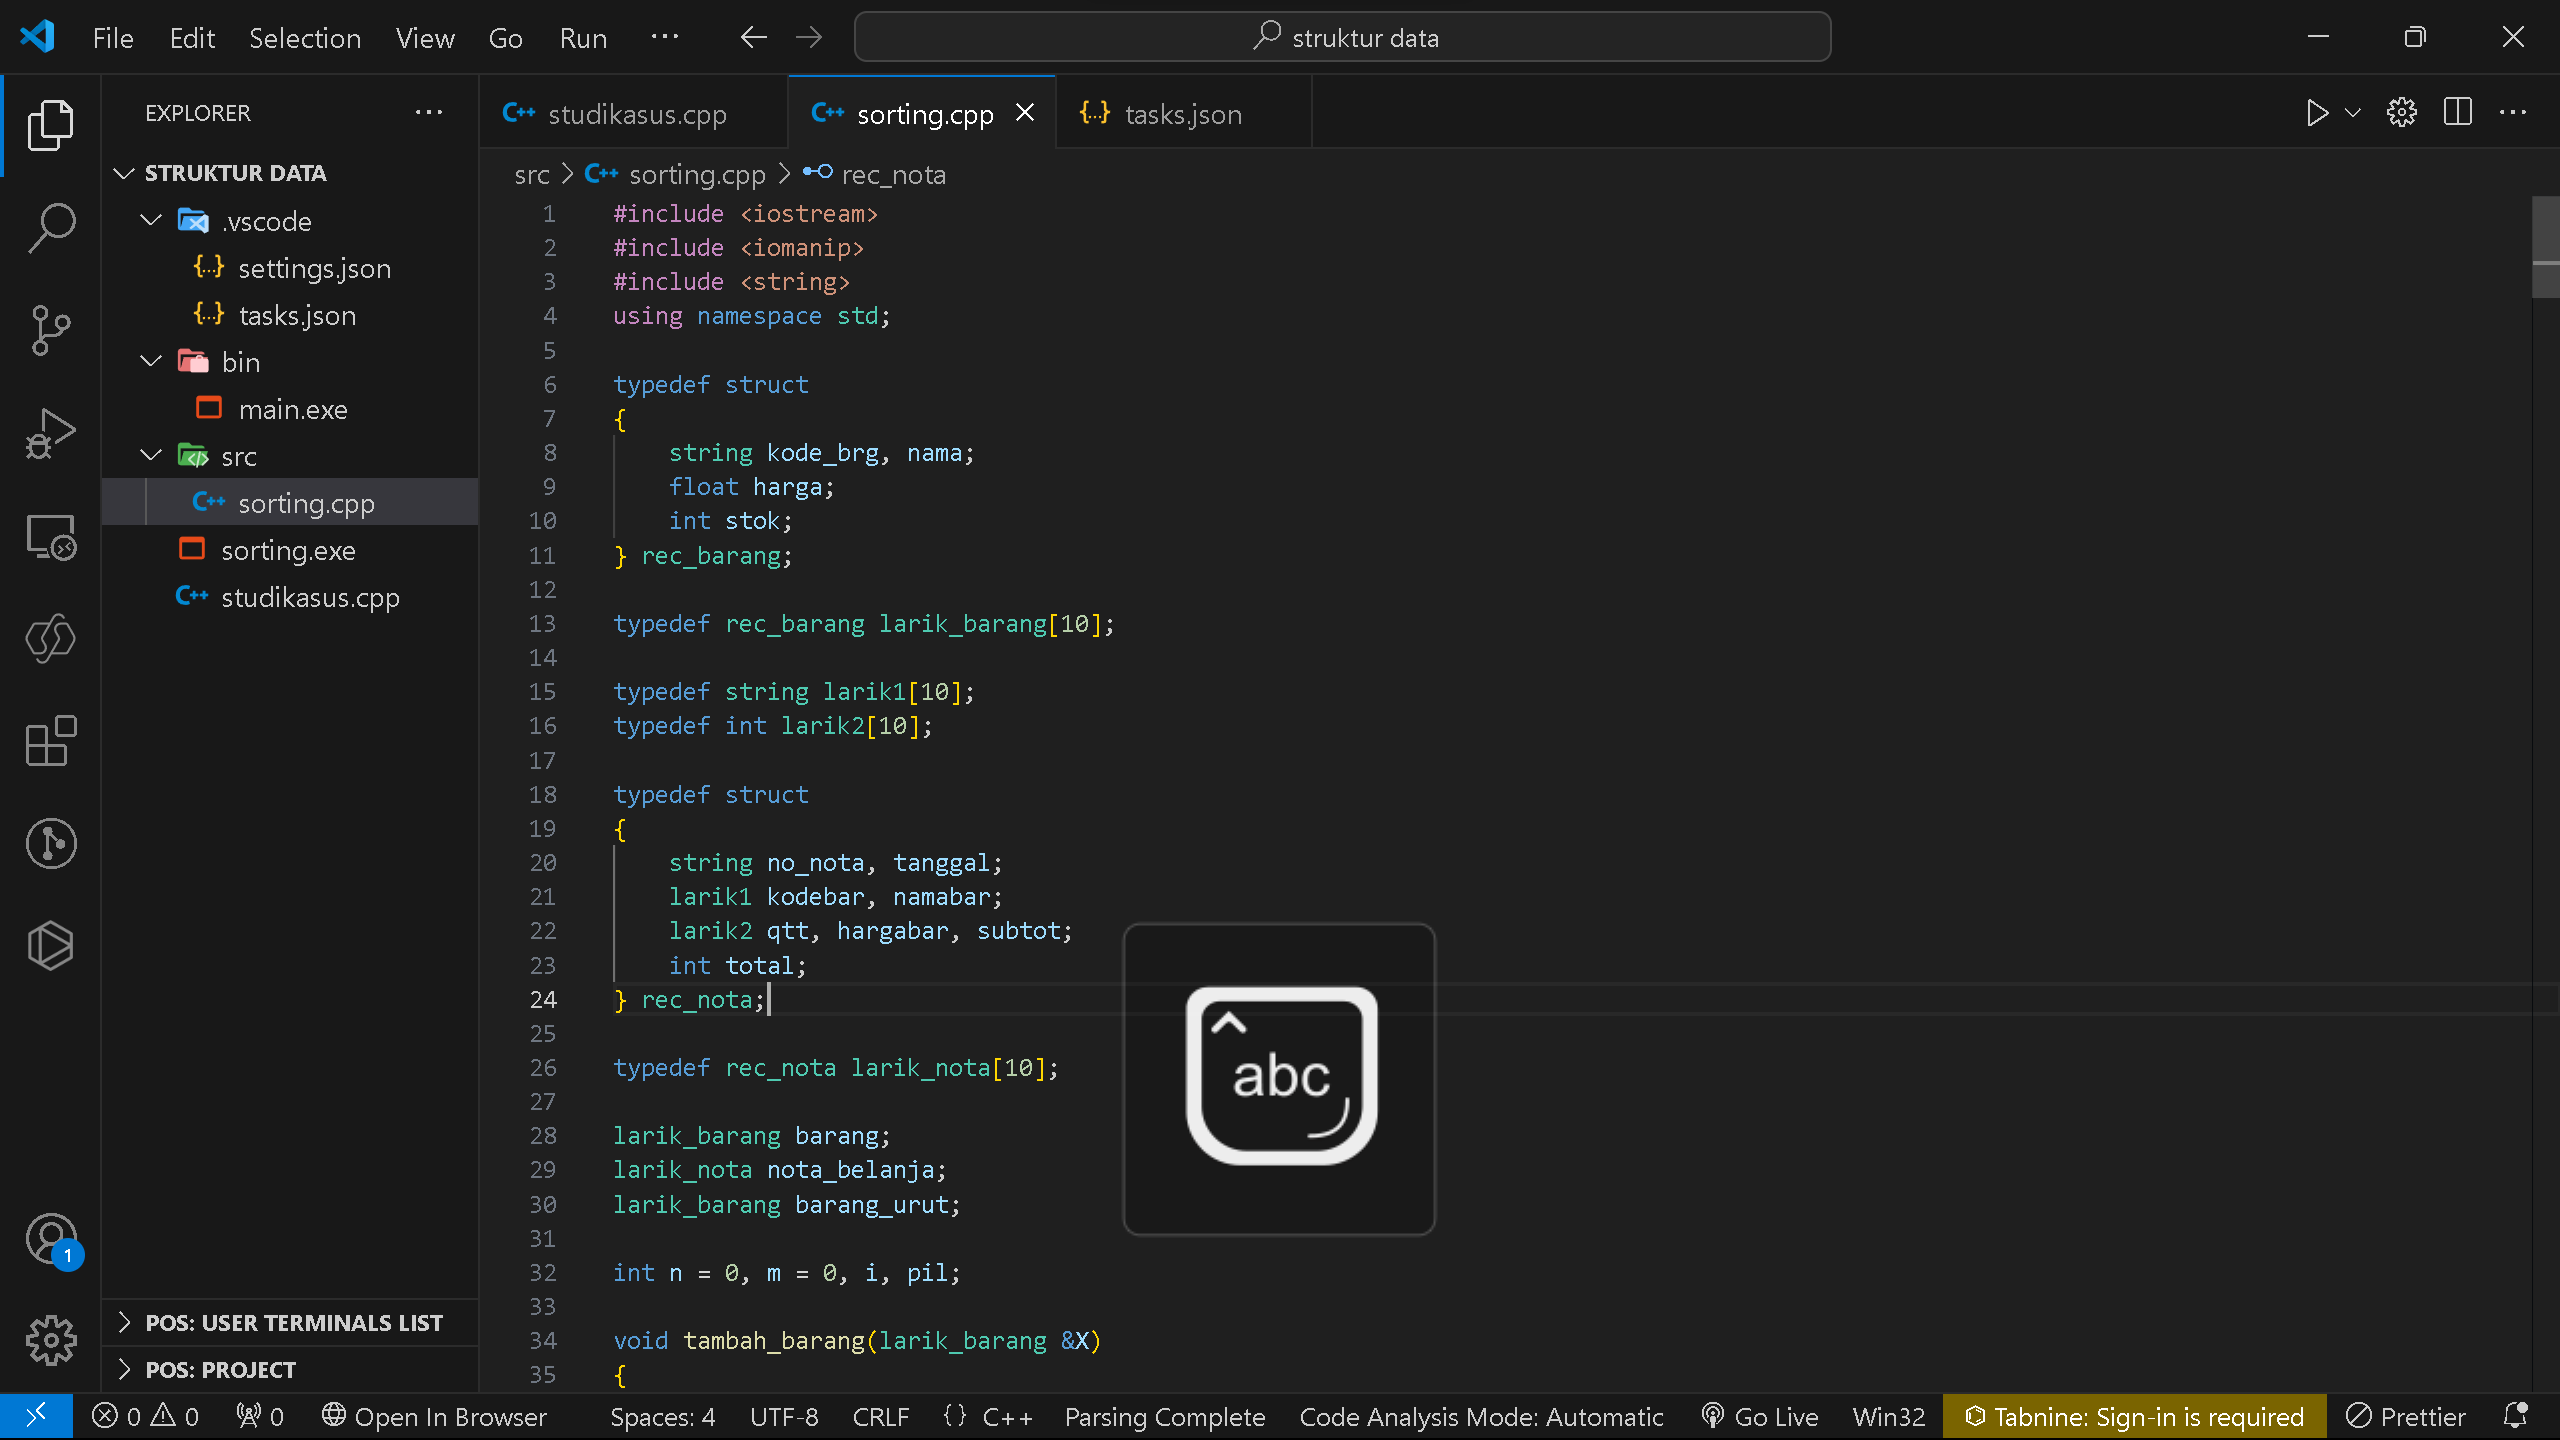 File Edit Selection View Go Run ··· struktur data
EXPLORER ···
STRUKTUR DATA
.vscode
{..} settings.json
{..} tasks.json
bin
main.exe
src
C++ sorting.cpp
sorting.exe
C++ studikasus.cpp
POS: USER TERMINALS LIST
POS: PROJECT
1
C++ studikasus.cpp
C++ sorting.cpp
{..} tasks.json
src > C++ sorting.cpp > rec_nota
1 #include <iostream>
2 #include <iomanip>
3 #include <string>
4 using namespace std;
5
6 typedef struct
7 {
8 string kode_brg, nama;
9 float harga;
10 int stok;
11 } rec_barang;
12
13 typedef rec_barang larik_barang[10];
14
15 typedef string larik1[10];
16 typedef int larik2[10];
17
18 typedef struct
19 {
20 string no_nota, tanggal;
21 larik1 kodebar, namabar;
22 larik2 qtt, hargabar, subtot;
23 int total;
24 } rec_nota;
25
26 typedef rec_nota larik_nota[10];
27
28 larik_barang barang;
29 larik_nota nota_belanja;
30 larik_barang barang_urut;
31
32 int n = 0, m = 0, i, pil;
33
34 void tambah_barang(larik_barang &X)
35 {
abc
0 0 0 Open In Browser Spaces: 4 UTF-8 CRLF {} C++ Parsing Complete Code Analysis Mode: Automatic Go Live Win32 Tabnine: Sign-in is required Prettier